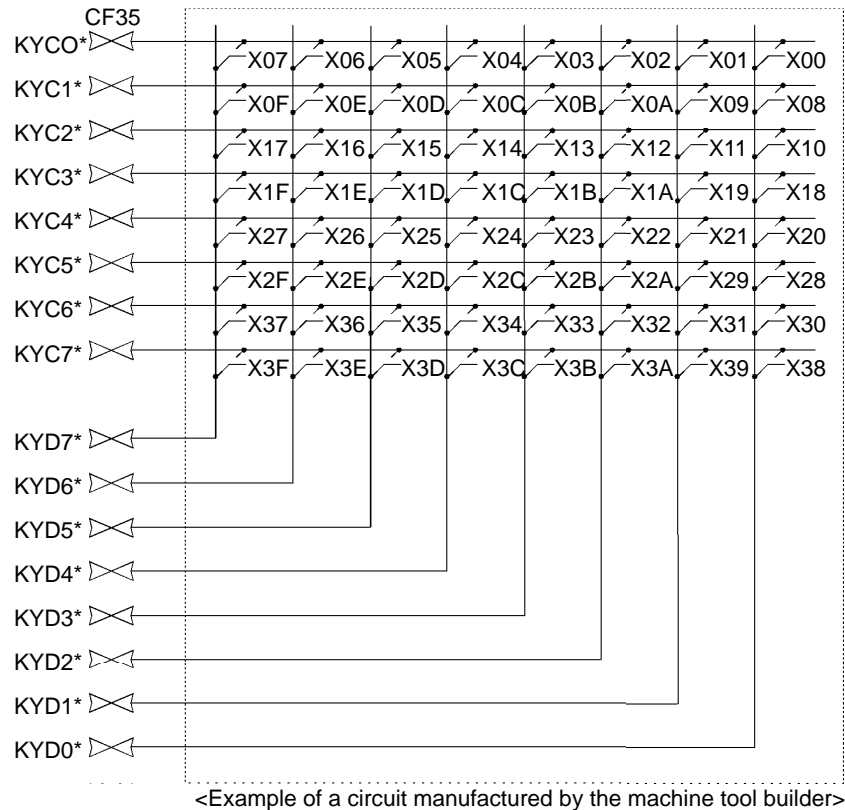 CF35
KYCO*
X07 X06 X05 X04 X03 X02 X01 X00
KYC1*
X0F X0E X0D X0C X0B X0A X09 X08
KYC2*
X17 X16 X15 X14 X13 X12 X11 X10
KYC3*
X1F X1E X1D X1C X1B X1A X19 X18
KYC4*
X27 X26 X25 X24 X23 X22 X21 X20
KYC5*
X2F X2E X2D X2C X2B X2A X29 X28
KYC6*
X37 X36 X35 X34 X33 X32 X31 X30
KYC7*
X3F X3E X3D X3C X3B X3A X39 X38
KYD7*
KYD6*
KYD5*
KYD4*
KYD3*
KYD2*
KYD1*
KYD0*
<Example of a circuit manufactured by the machine tool builder>